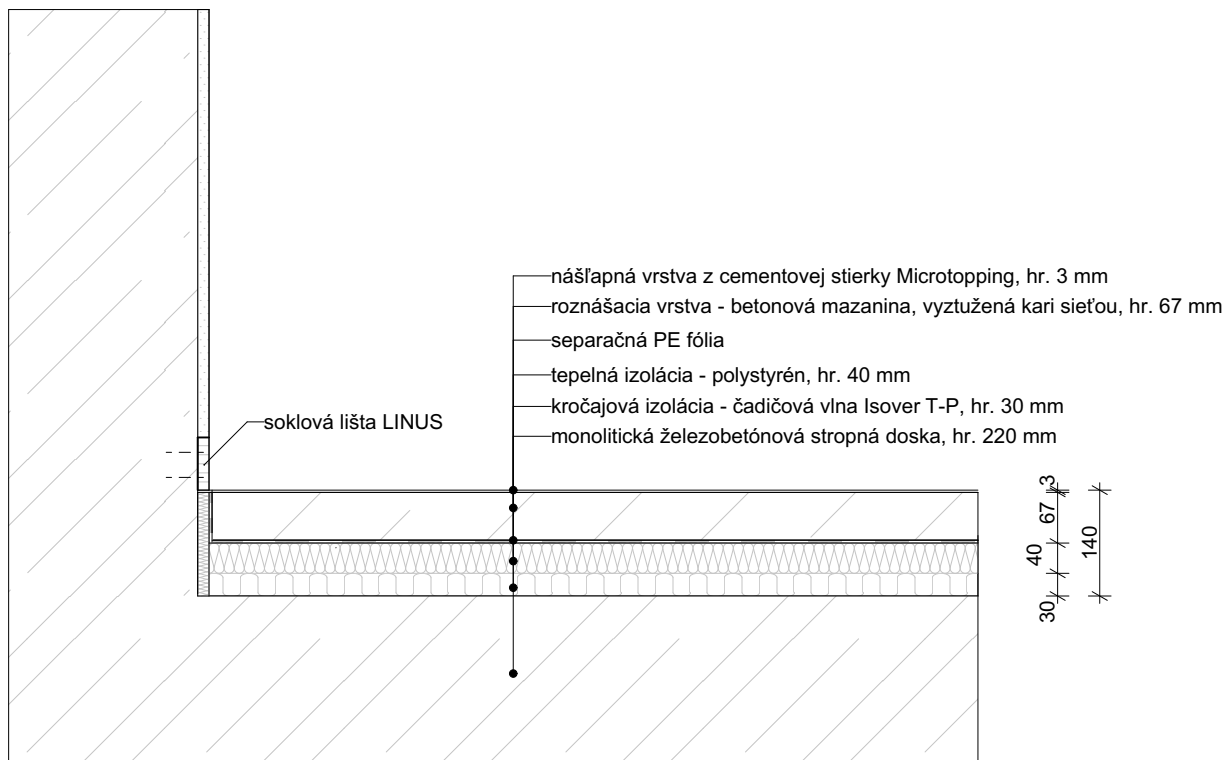 nášľapná vrstva z cementovej stierky Microtopping, hr. 3 mm
roznášacia vrstva - betonová mazanina, vyztužená kari sieťou, hr. 67 mm
separačná PE fólia
tepelná izolácia - polystyrén, hr. 40 mm
kročajová izolácia - čadičová vlna Isover T-P, hr. 30 mm
monolitická železobetónová stropná doska, hr. 220 mm
soklová lišta LINUS
3
67
40
30
140